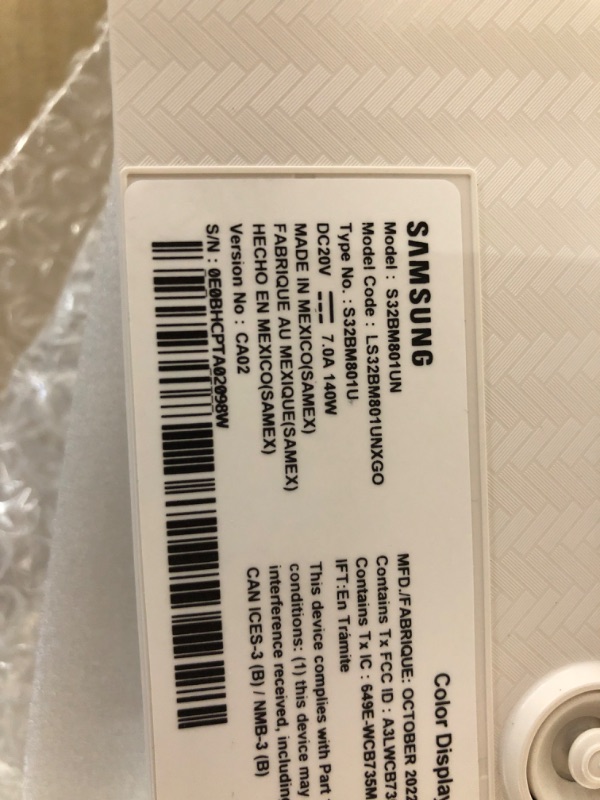 SAMSUNG
Model : S32BM801UN
Model Code : LS32BM801UNXGO
Type No. : S32BM801U
DC20V 7.0A 140W
MADE IN MEXICO(SAMEX)
FABRIQUE AU MEXIQUE(SAMEX)
HECHO EN MEXICO(SAMEX)
Version No : CA02
S/N : 0E0BHCPTA02098W
Color Display
MFD./FABRIQUE: OCTOBER 2022
Contains Tx FCC ID : A3LWCB73
Contains Tx IC : 649E-WCB735M
IFT:En Trámite
This device complies with Part
conditions: (1) this device may
interference received, including
CAN ICES-3 (B) / NMB-3 (B)